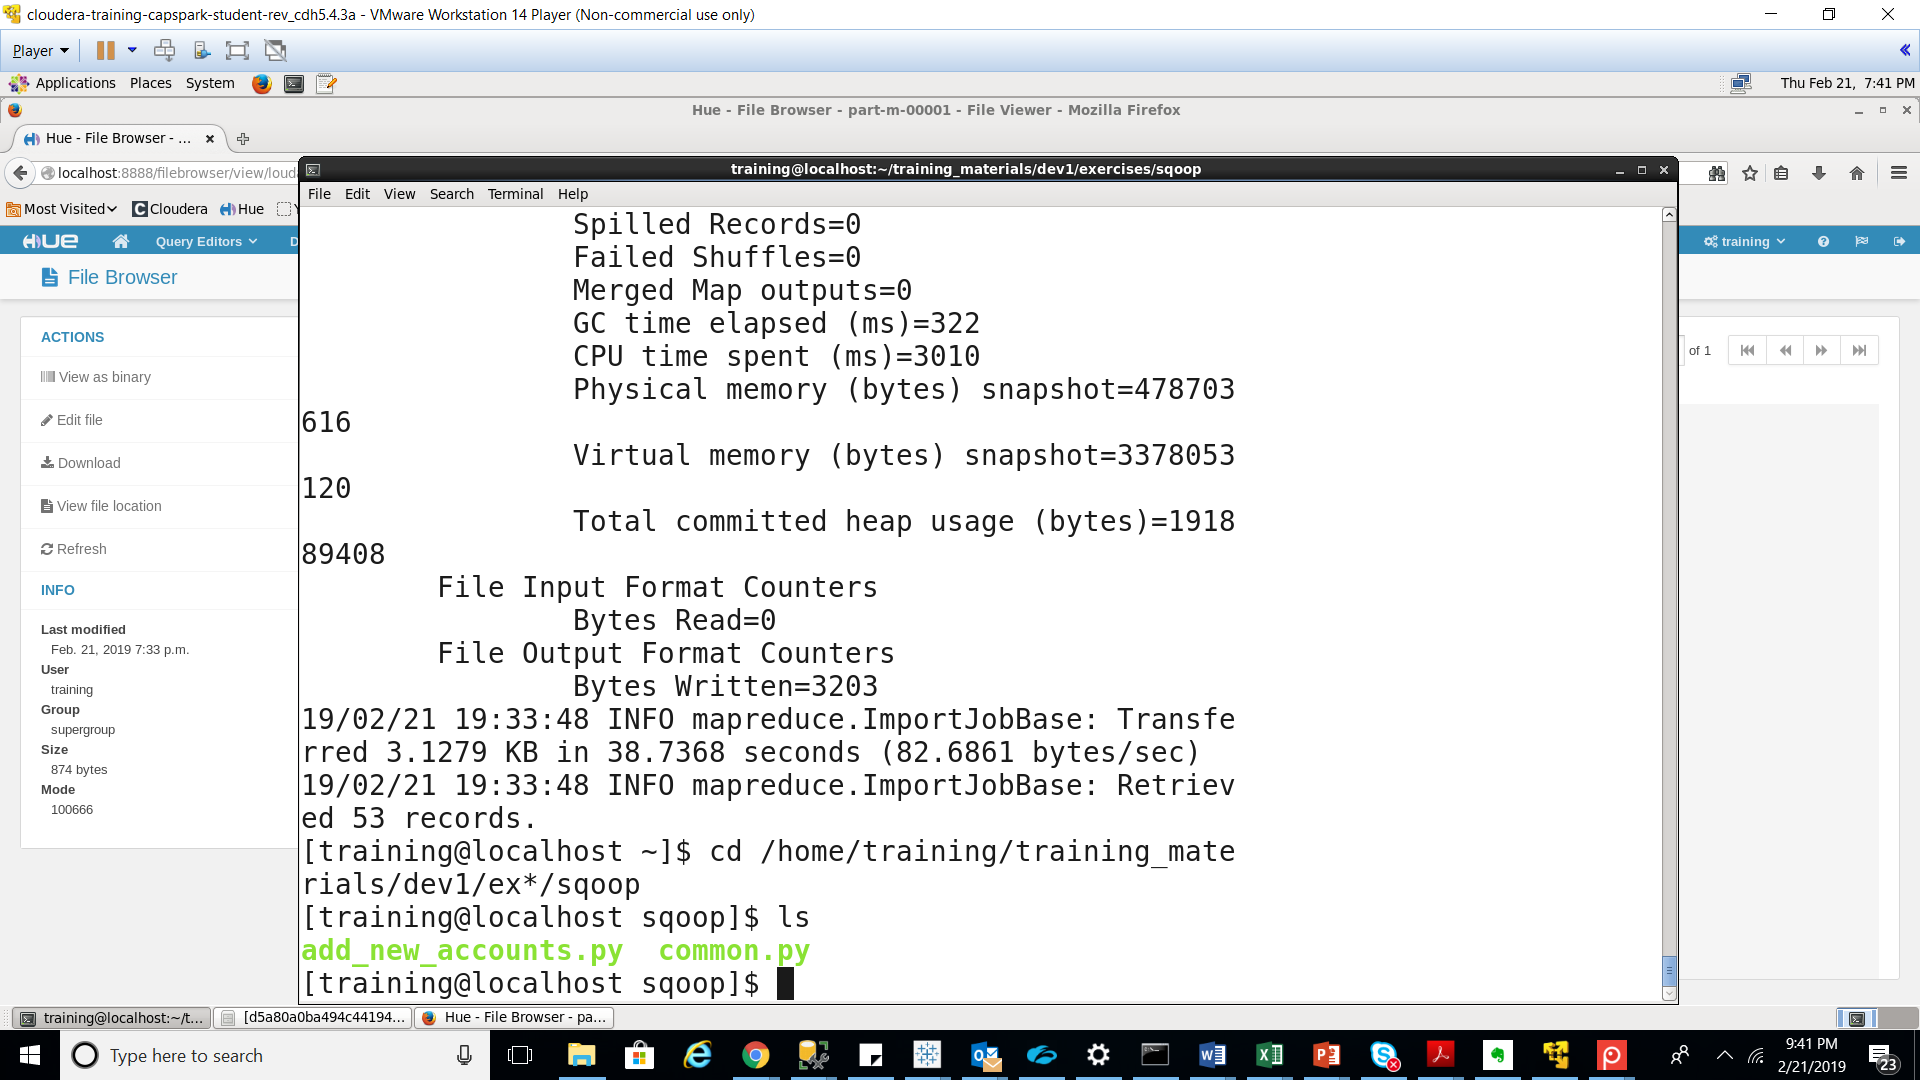 cloudera-training-capspark-student-rev_cdh5.4.3a - VMware Workstation 14 Player (Non-commercial use only)
Player
Applications Places System
Thu Feb 21, 7:41 PM
Hue - File Browser - part-m-00001 - File Viewer - Mozilla Firefox
Hue - File Browser - ...
localhost:8888/filebrowser/view/loud
Most Visited Cloudera Hue
HUE Query Editors
training
File Browser
ACTIONS
View as binary
Edit file
Download
View file location
Refresh
INFO
Last modified
Feb. 21, 2019 7:33 p.m.
User
training
Group
supergroup
Size
874 bytes
Mode
100666
of 1
training@localhost:~/training_materials/dev1/exercises/sqoop
File Edit View Search Terminal Help
Spilled Records=0
Failed Shuffles=0
Merged Map outputs=0
GC time elapsed (ms)=322
CPU time spent (ms)=3010
Physical memory (bytes) snapshot=478703
616
Virtual memory (bytes) snapshot=3378053
120
Total committed heap usage (bytes)=1918
89408
File Input Format Counters
Bytes Read=0
File Output Format Counters
Bytes Written=3203
19/02/21 19:33:48 INFO mapreduce.ImportJobBase: Transfe
rred 3.1279 KB in 38.7368 seconds (82.6861 bytes/sec)
19/02/21 19:33:48 INFO mapreduce.ImportJobBase: Retriev
ed 53 records.
[training@localhost ~]$ cd /home/training/training_mate
rials/dev1/ex*/sqoop
[training@localhost sqoop]$ ls
add_new_accounts.py common.py
[training@localhost sqoop]$
training@localhost:~/t...
[d5a80a0ba494c44194...
Hue - File Browser - pa...
Type here to search
9:41 PM
2/21/2019
23